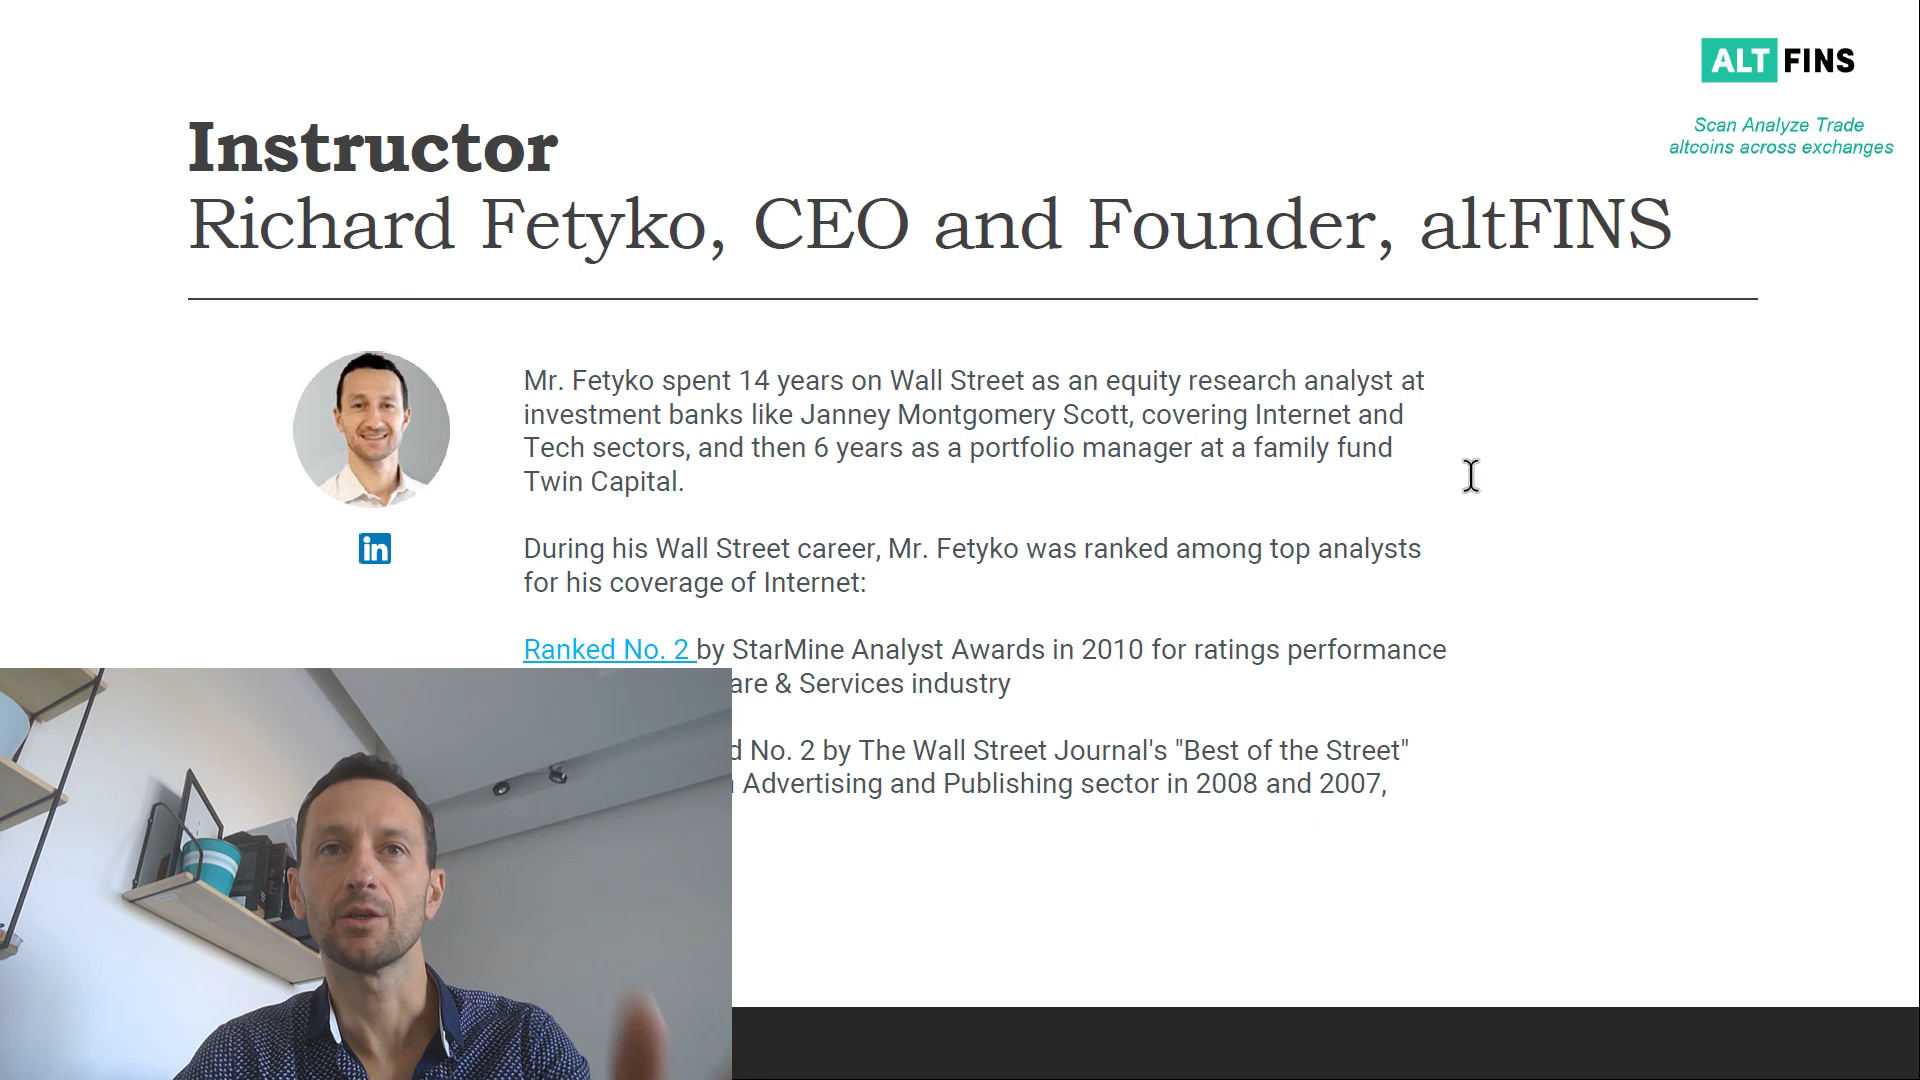 ALT FINS
Scan Analyze Trade
altcoins across exchanges
Instructor
Richard Fetyko, CEO and Founder, altFINS
Mr. Fetyko spent 14 years on Wall Street as an equity research analyst at
investment banks like Janney Montgomery Scott, covering Internet and
Tech sectors, and then 6 years as a portfolio manager at a family fund
Twin Capital.
in
During his Wall Street career, Mr. Fetyko was ranked among top analysts
for his coverage of Internet:
Ranked No. 2 by StarMine Analyst Awards in 2010 for ratings performance
are & Services industry
No. 2 by The Wall Street Journal's "Best of the Street"
Advertising and Publishing sector in 2008 and 2007,